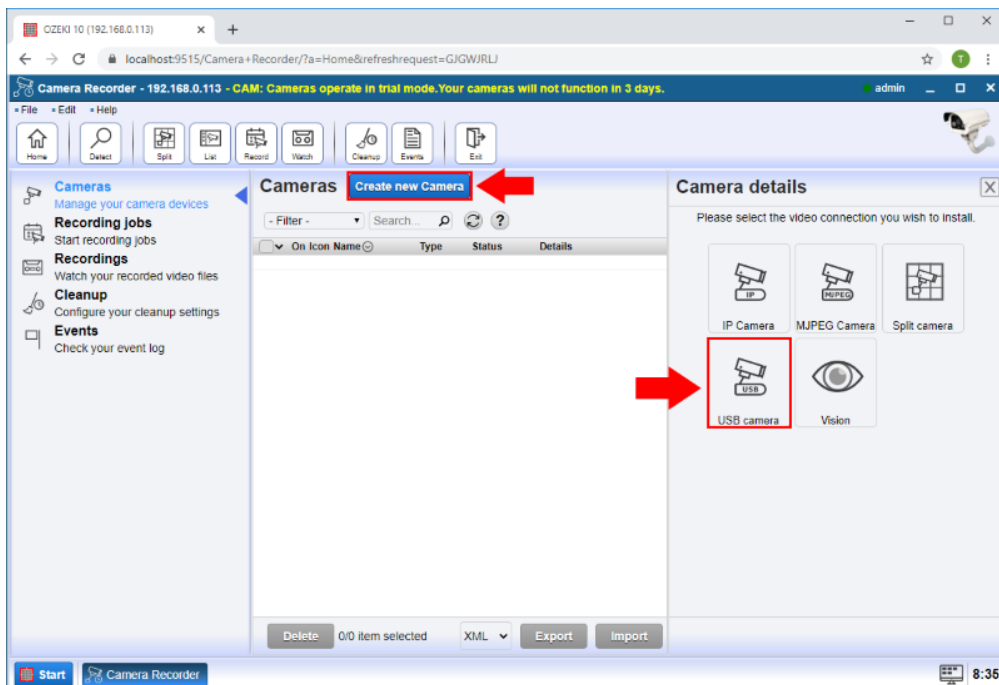 OZEKI 10 (192.168.0.113)
localhost:9515/Camera+Recorder/?a=Home&refreshrequest=GJGWJRLJ
T
Camera Recorder - 192.168.0.113 - CAM: Cameras operate in trial mode.Your cameras will not function in 3 days.
admin
File Edit Help
Home Detect Split List Record Watch Cleanup Events Exit
Cameras
Manage your camera devices
Recording jobs
Start recording jobs
Recordings
Watch your recorded video files
Cleanup
Configure your cleanup settings
Events
Check your event log
Cameras Create new Camera
- Filter - Search... ?
On Icon Name Type Status Details
Delete 0/0 item selected XML Export Import
Camera details
Please select the video connection you wish to install.
IP MJPEG
IP Camera MJPEG Camera Split camera
USB
USB camera Vision
Start Camera Recorder 8:35